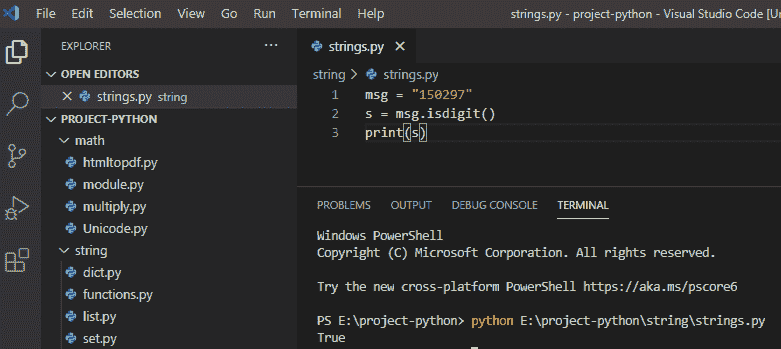 File Edit View Go Run Terminal Help strings.py - project-python - Visual Studio Code [Un
EXPLORER ...
OPEN EDITORS
strings.py string
PROJECT-PYTHON
math
htmltopdf.py
module.py
multiply.py
Unicode.py
string
dict.py
functions.py
list.py
set.py
strings.py
string > strings.py
1 msg = "150297"
2 s = msg.isdigit()
3 print(s)
PROBLEMS OUTPUT DEBUG CONSOLE TERMINAL
Windows PowerShell
Copyright (C) Microsoft Corporation. All rights reserved.
Try the new cross-platform PowerShell https://aka.ms/pscore6
PS E:\project-python> python E:\project-python\string\strings.py
True